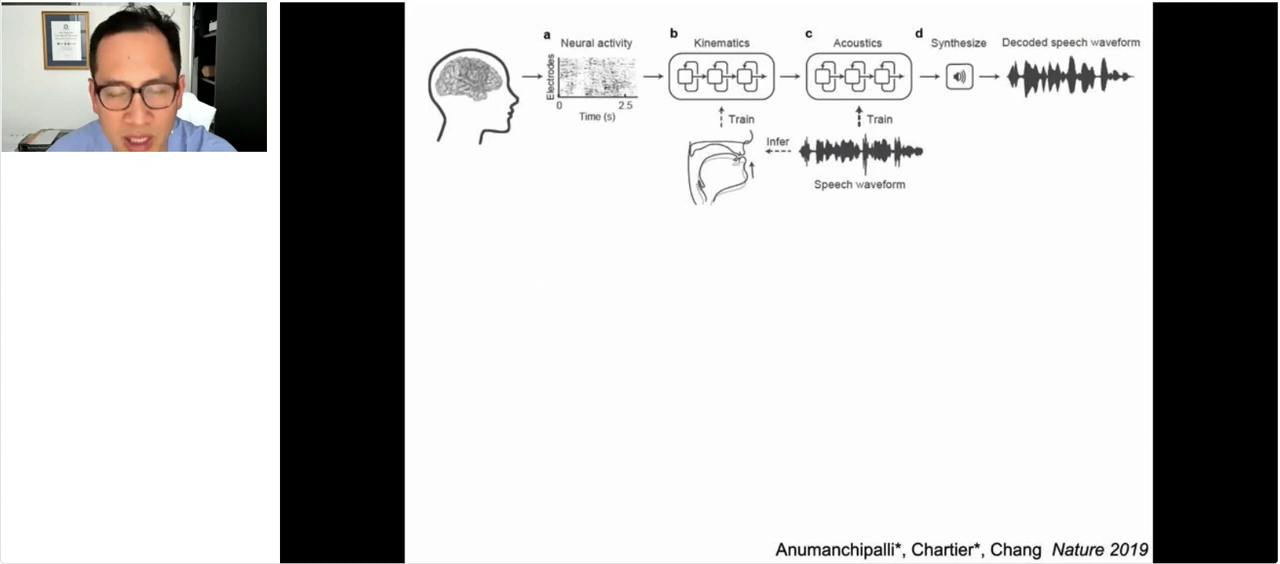 a Neural activity
Electrodes
0 2.5
Time (s)
b Kinematics
c Acoustics
d Synthesize
Decoded speech waveform
Train
Train
Infer
Speech waveform
Anumanchipalli*, Chartier*, Chang Nature 2019